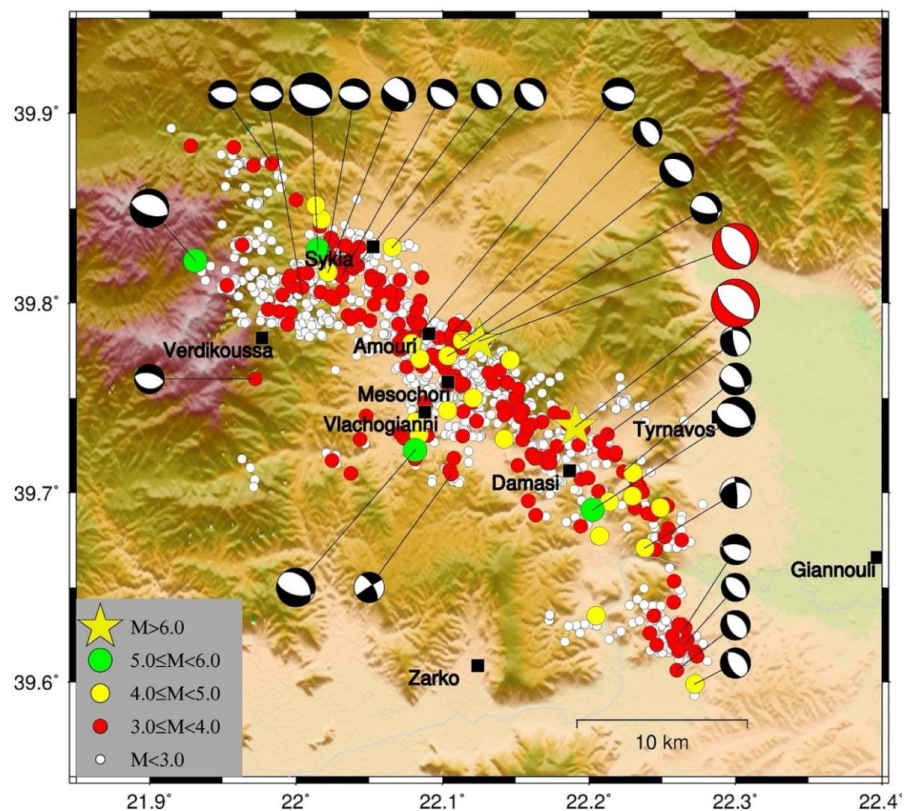 39.9°
39.8°
39.7°
39.6°
21.9°
22°
22.1°
22.2°
22.3°
22.4°
Sykia
Verdikoussa
Amouri
Mesochori
Vlachogianni
Tyrnavos
Damasi
Giannouli
Zarko
M>6.0
5.0≤M<6.0
4.0≤M<5.0
3.0≤M<4.0
M<3.0
10 km